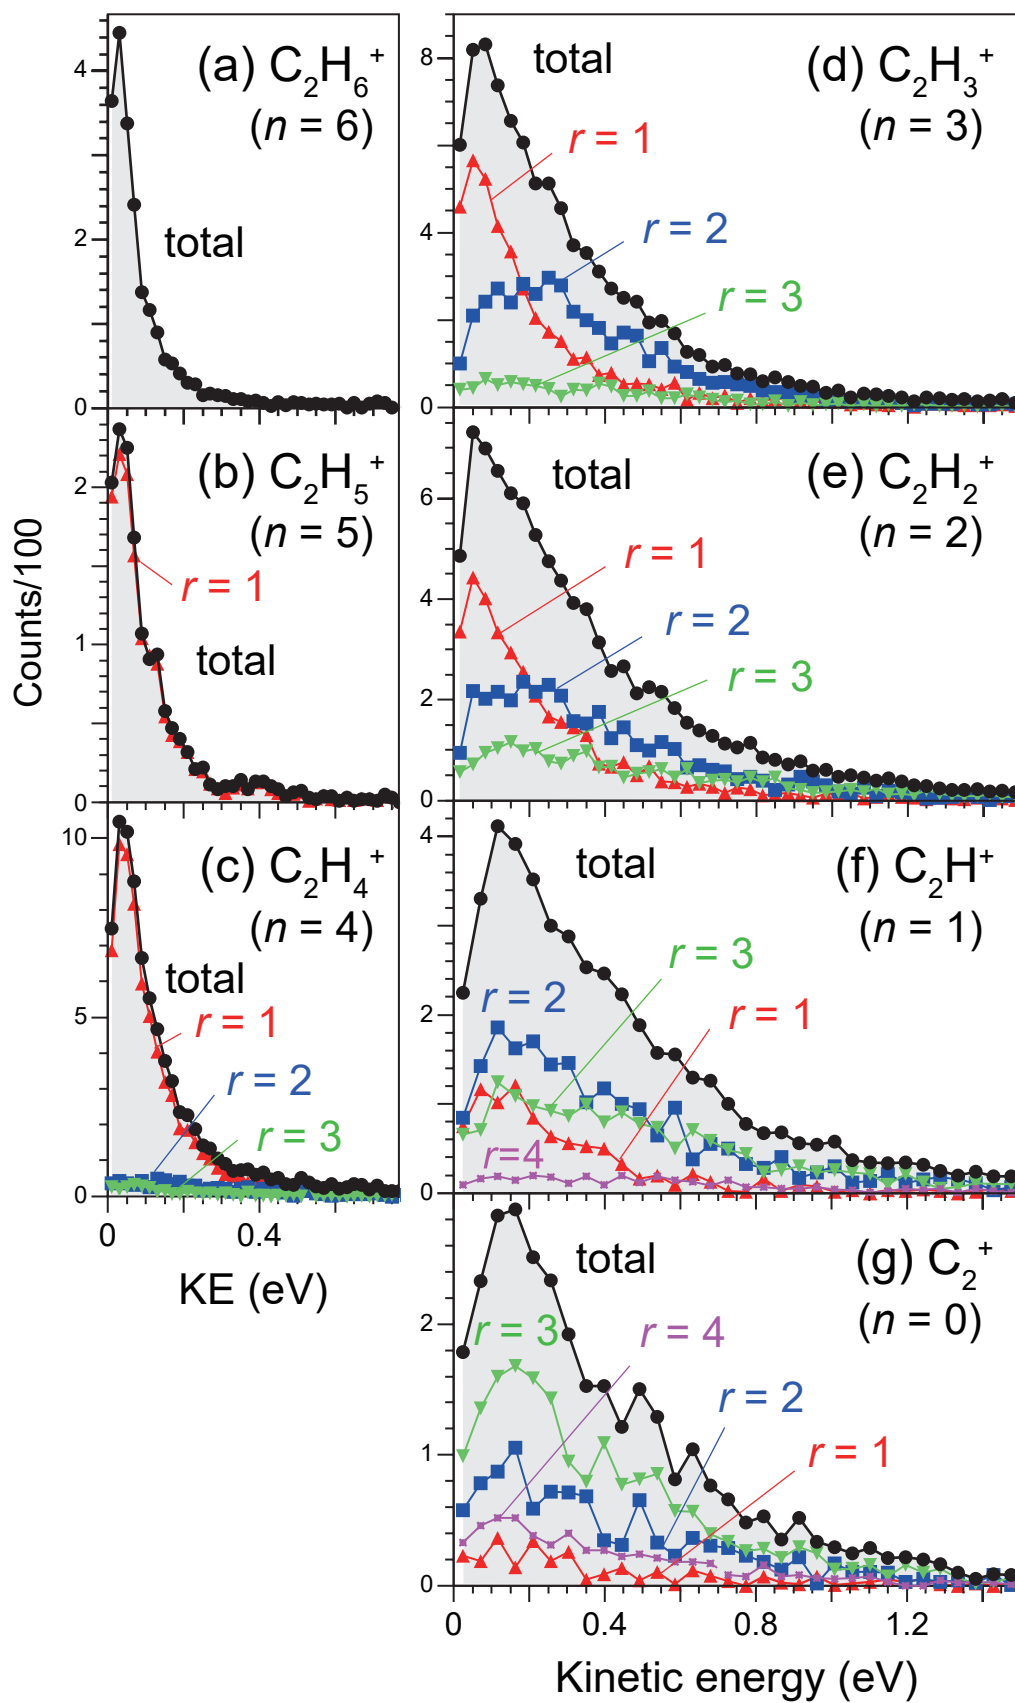 Counts/100
(a) C2H6+
(n = 6)
total
4
2
0
(b) C2H5+
(n = 5)
r = 1
total
2
1
0
(c) C2H4+
(n = 4)
total
r = 1
r = 2
r = 3
10
5
0
0 0.4
KE (eV)
(d) C2H3+
(n = 3)
total
r = 1
r = 2
r = 3
8
4
0
(e) C2H2+
(n = 2)
total
r = 1
r = 2
r = 3
6
4
2
0
(f) C2H+
(n = 1)
total
r = 3
r = 2
r = 1
r=4
4
2
0
(g) C2+
(n = 0)
total
r = 3
r = 4
r = 2
r = 1
2
1
0
0 0.4 0.8 1.2
Kinetic energy (eV)